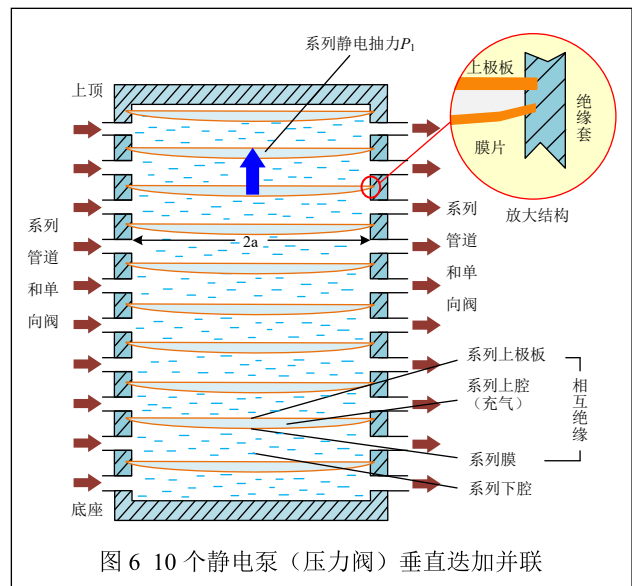 系列静电抽力P₁
上顶
上极板
绝
缘
套
膜片
放大结构
系列
管道
和单
向阀
2a
系列
管道
和单
向阀
系列上极板
系列上腔
（充气）
系列膜
系列下腔
相
互
绝
缘
底座
图 6 10 个静电泵（压力阀）垂直迭加并联